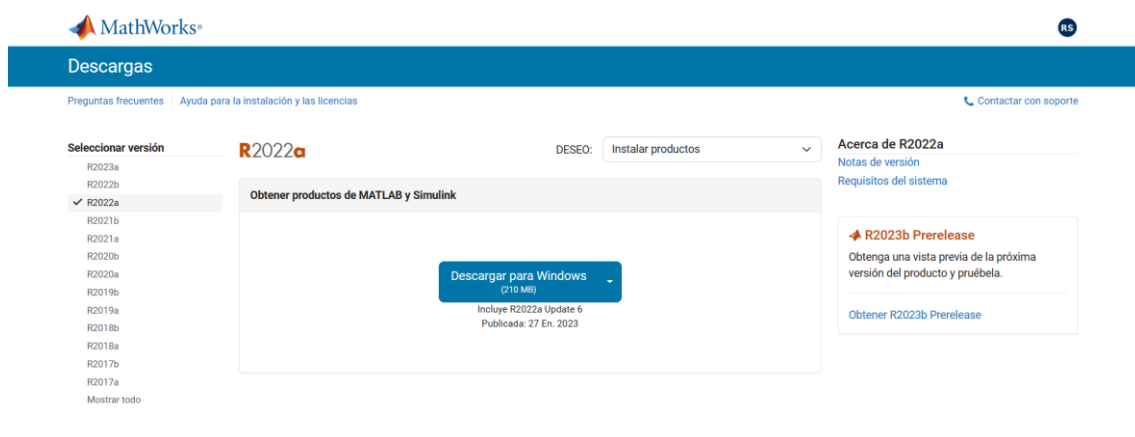 MathWorks®
RS
Descargas
Preguntas frecuentes
Ayuda para la instalación y las licencias
Contactar con soporte
Seleccionar versión
R2023a
R2022b
R2022a
R2021b
R2021a
R2020b
R2020a
R2019b
R2019a
R2018b
R2018a
R2017b
R2017a
Mostrar todo
R2022a
DESEO:
Instalar productos
Obtener productos de MATLAB y Simulink
Descargar para Windows
(210 MB)
Incluye R2022a Update 6
Publicada: 27 En. 2023
Acerca de R2022a
Notas de versión
Requisitos del sistema
R2023b Prerelease
Obtenga una vista previa de la próxima
versión del producto y pruébela.
Obtener R2023b Prerelease